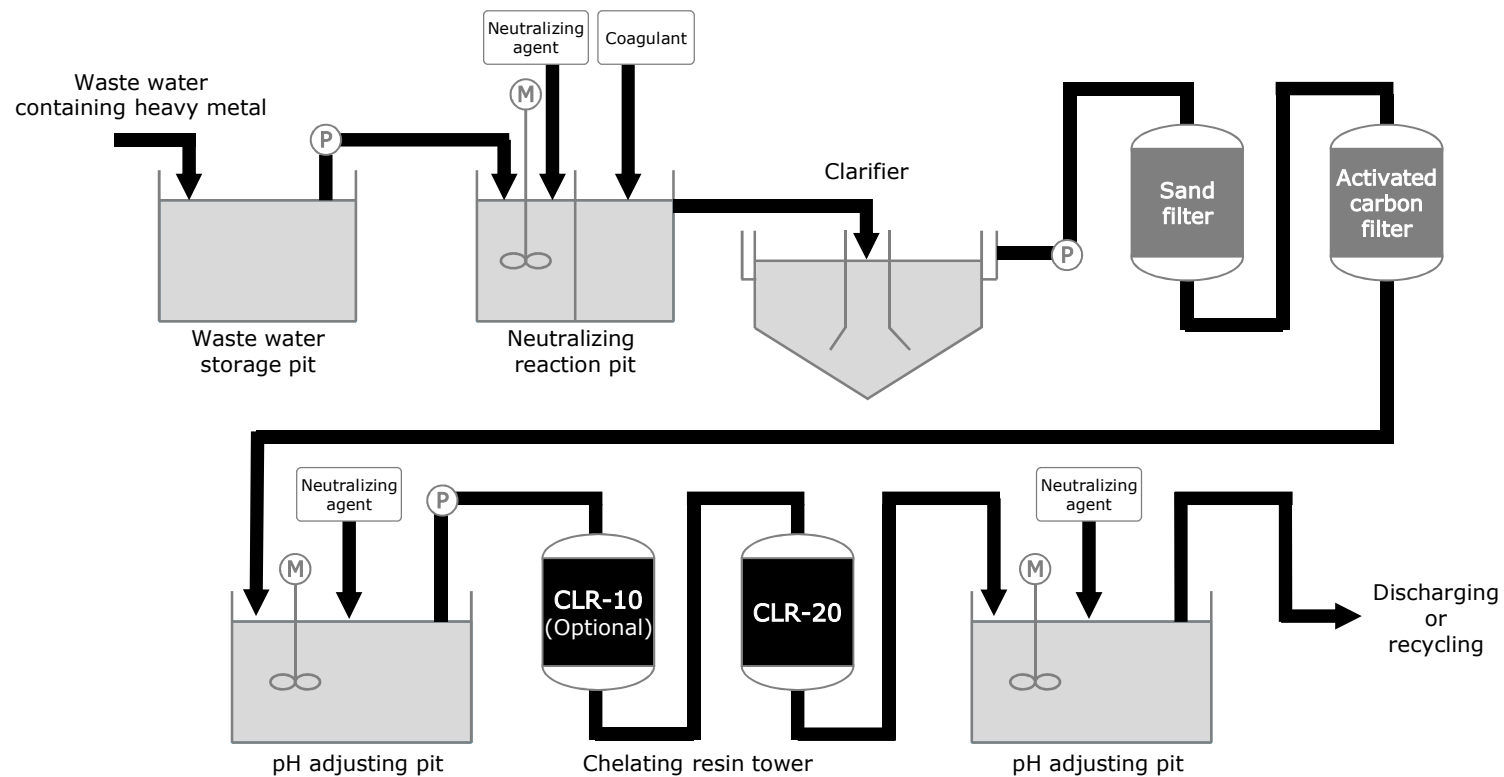 Neutralizing
agent
Coagulant
Waste water
containing heavy metal
M
P
Clarifier
Sand
filter
Activated
carbon
filter
P
Waste water
storage pit
Neutralizing
reaction pit
Neutralizing
agent
P
Neutralizing
agent
M
M
CLR-10
(Optional)
CLR-20
Discharging
or
recycling
pH adjusting pit
Chelating resin tower
pH adjusting pit